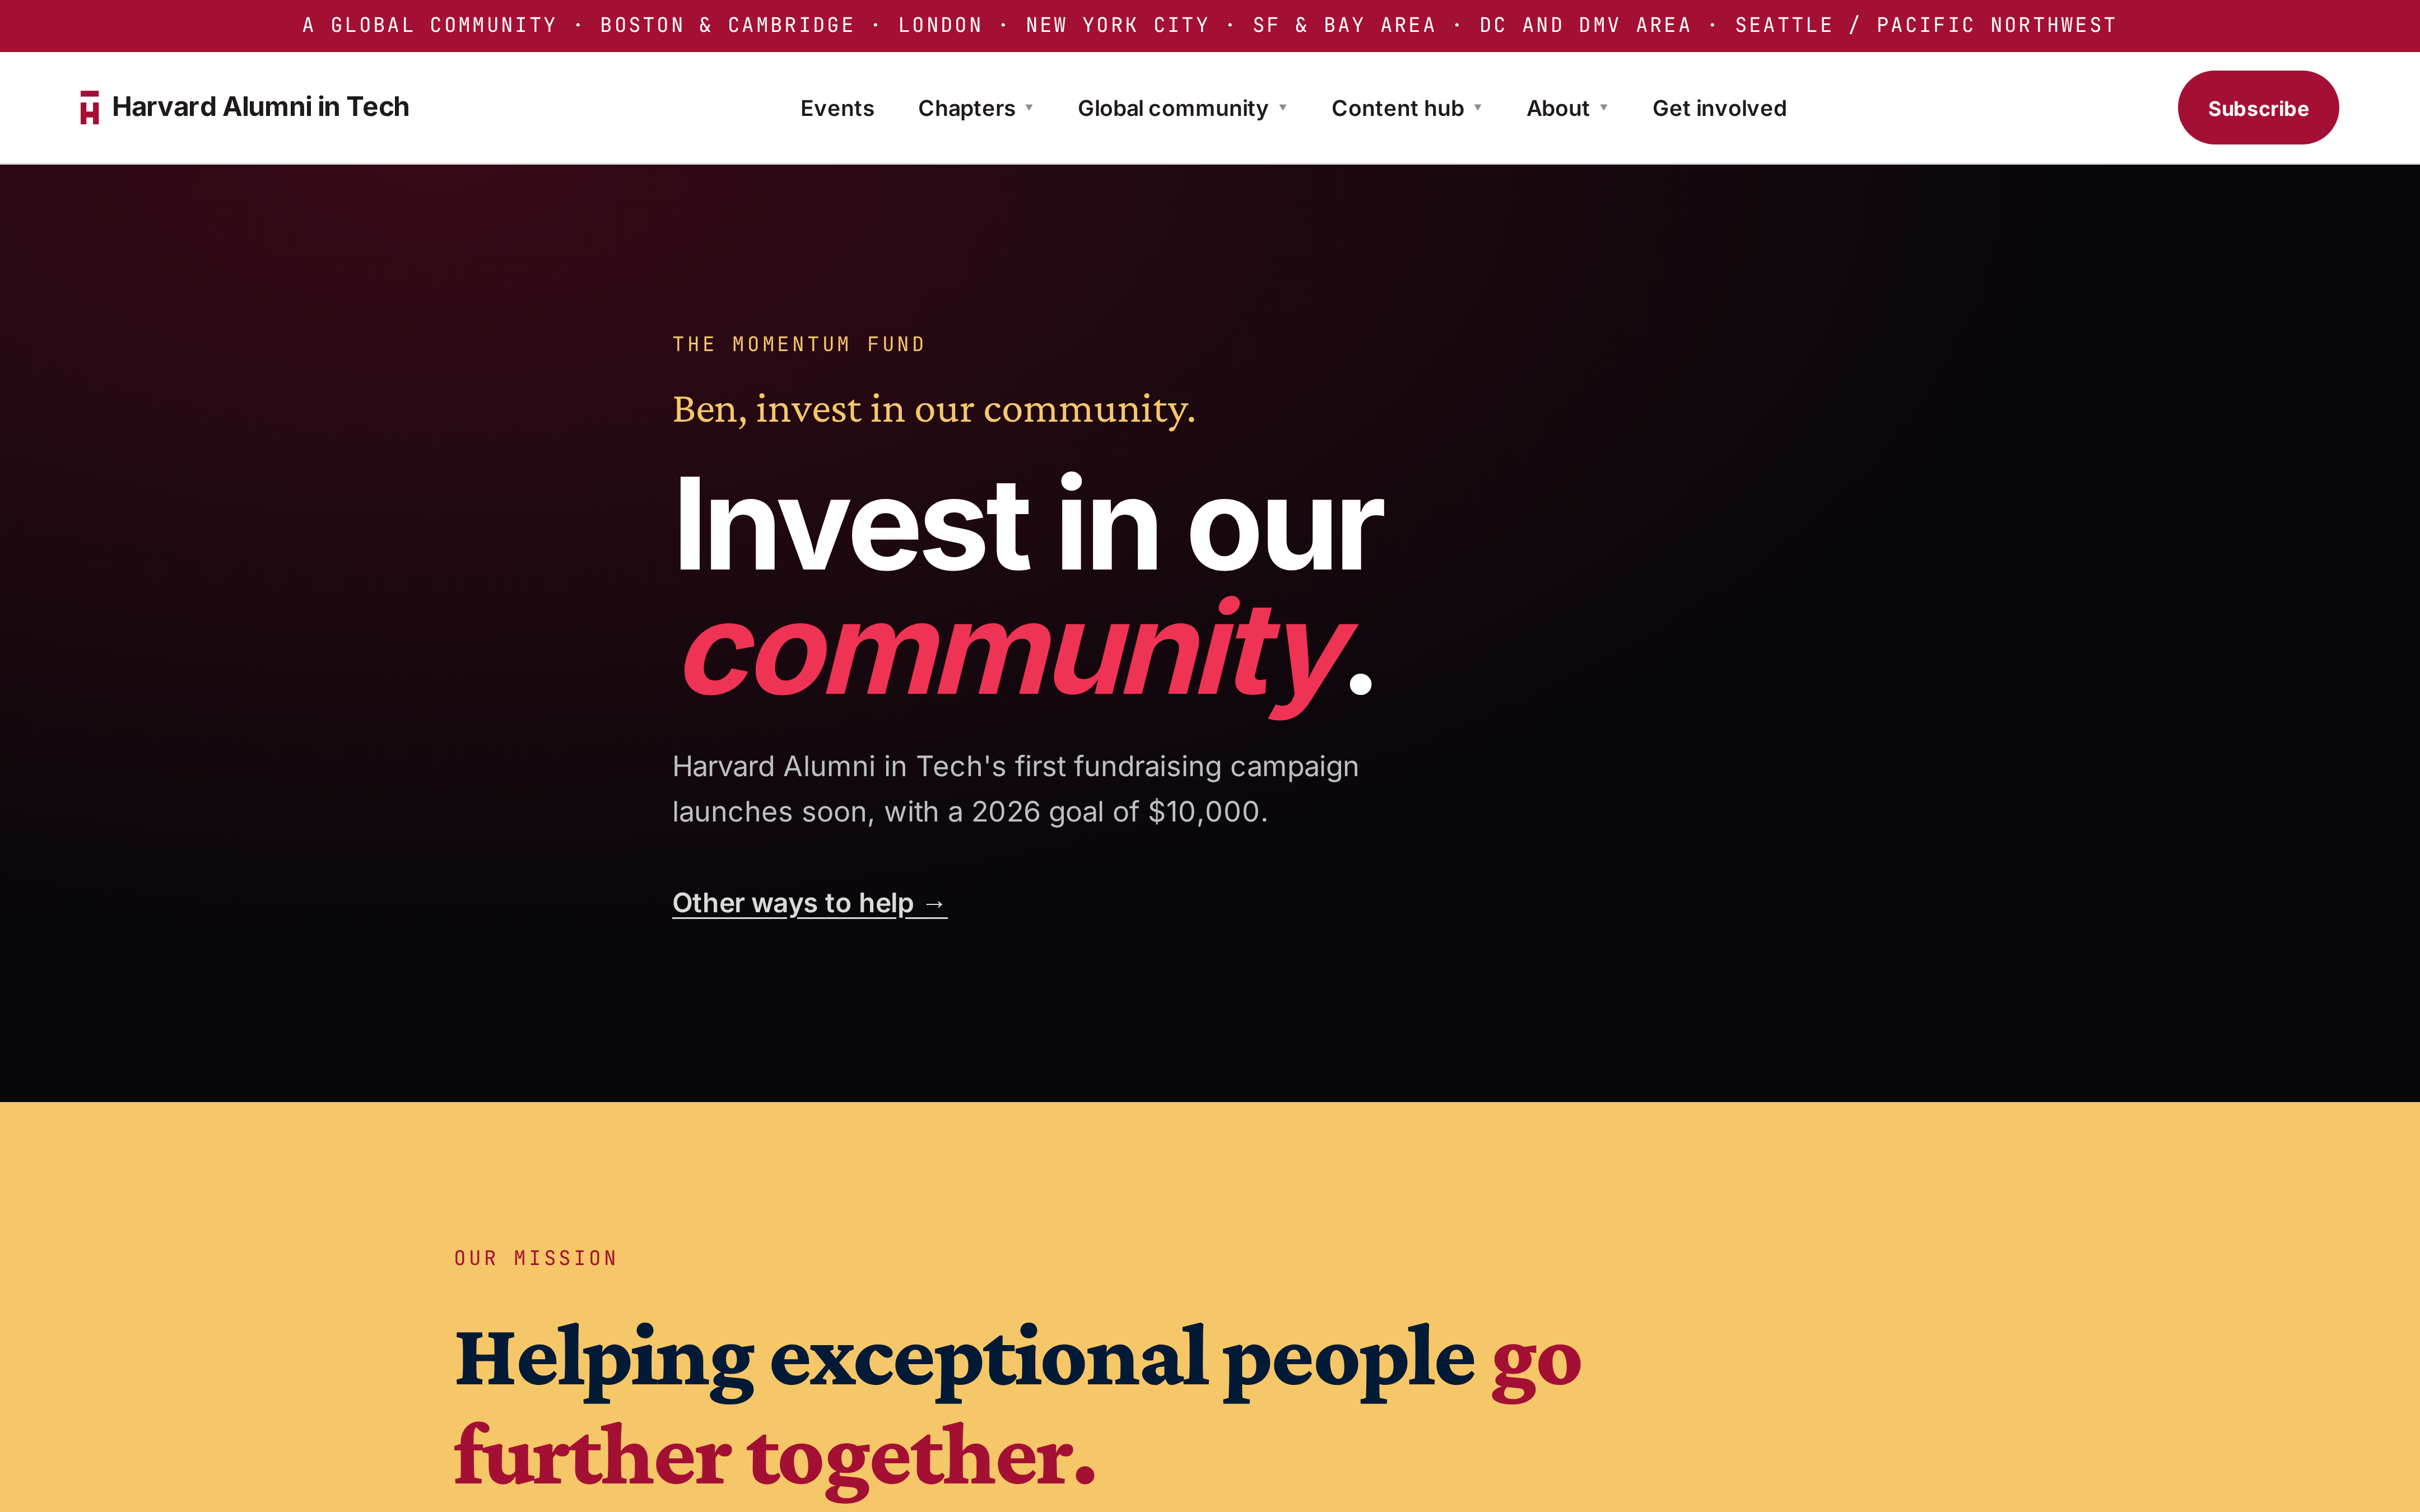 A GLOBAL COMMUNITY · BOSTON & CAMBRIDGE · LONDON · NEW YORK CITY · SF & BAY AREA · DC AND DMV AREA · SEATTLE / PACIFIC NORTHWEST
Harvard Alumni in Tech
Events
Chapters ▾
Global community ▾
Content hub ▾
About ▾
Get involved
Subscribe
THE MOMENTUM FUND
Ben, invest in our community.
Invest in our
community.
Harvard Alumni in Tech's first fundraising campaign
launches soon, with a 2026 goal of $10,000.
Other ways to help →
OUR MISSION
Helping exceptional people go
further together.